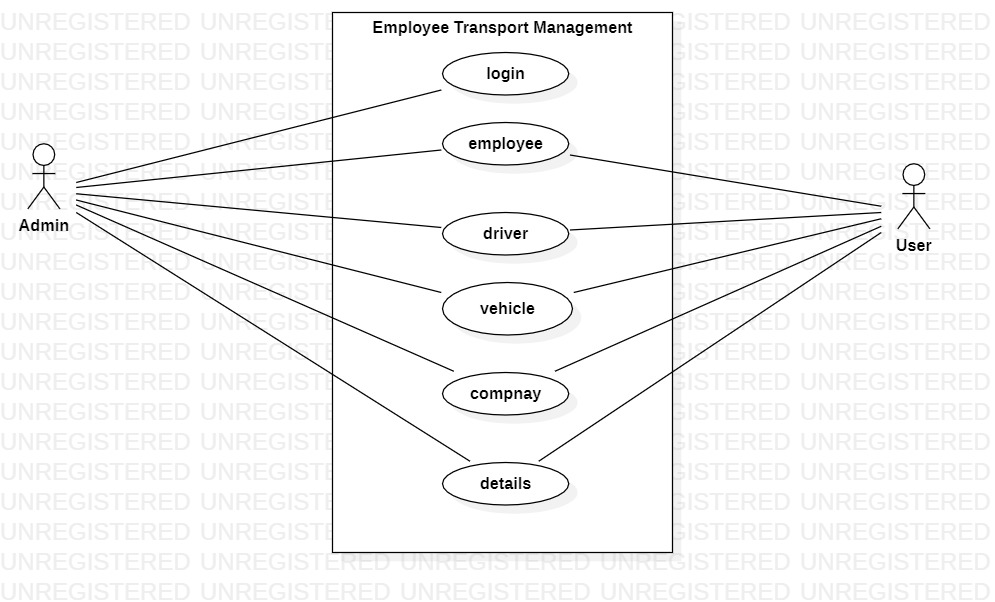 Employee Transport Management
login
employee
Admin
driver
User
vehicle
compnay
details
UNREGISTERED UNREGISTERED UNREGISTERED UNREGISTERED UNREGISTERED